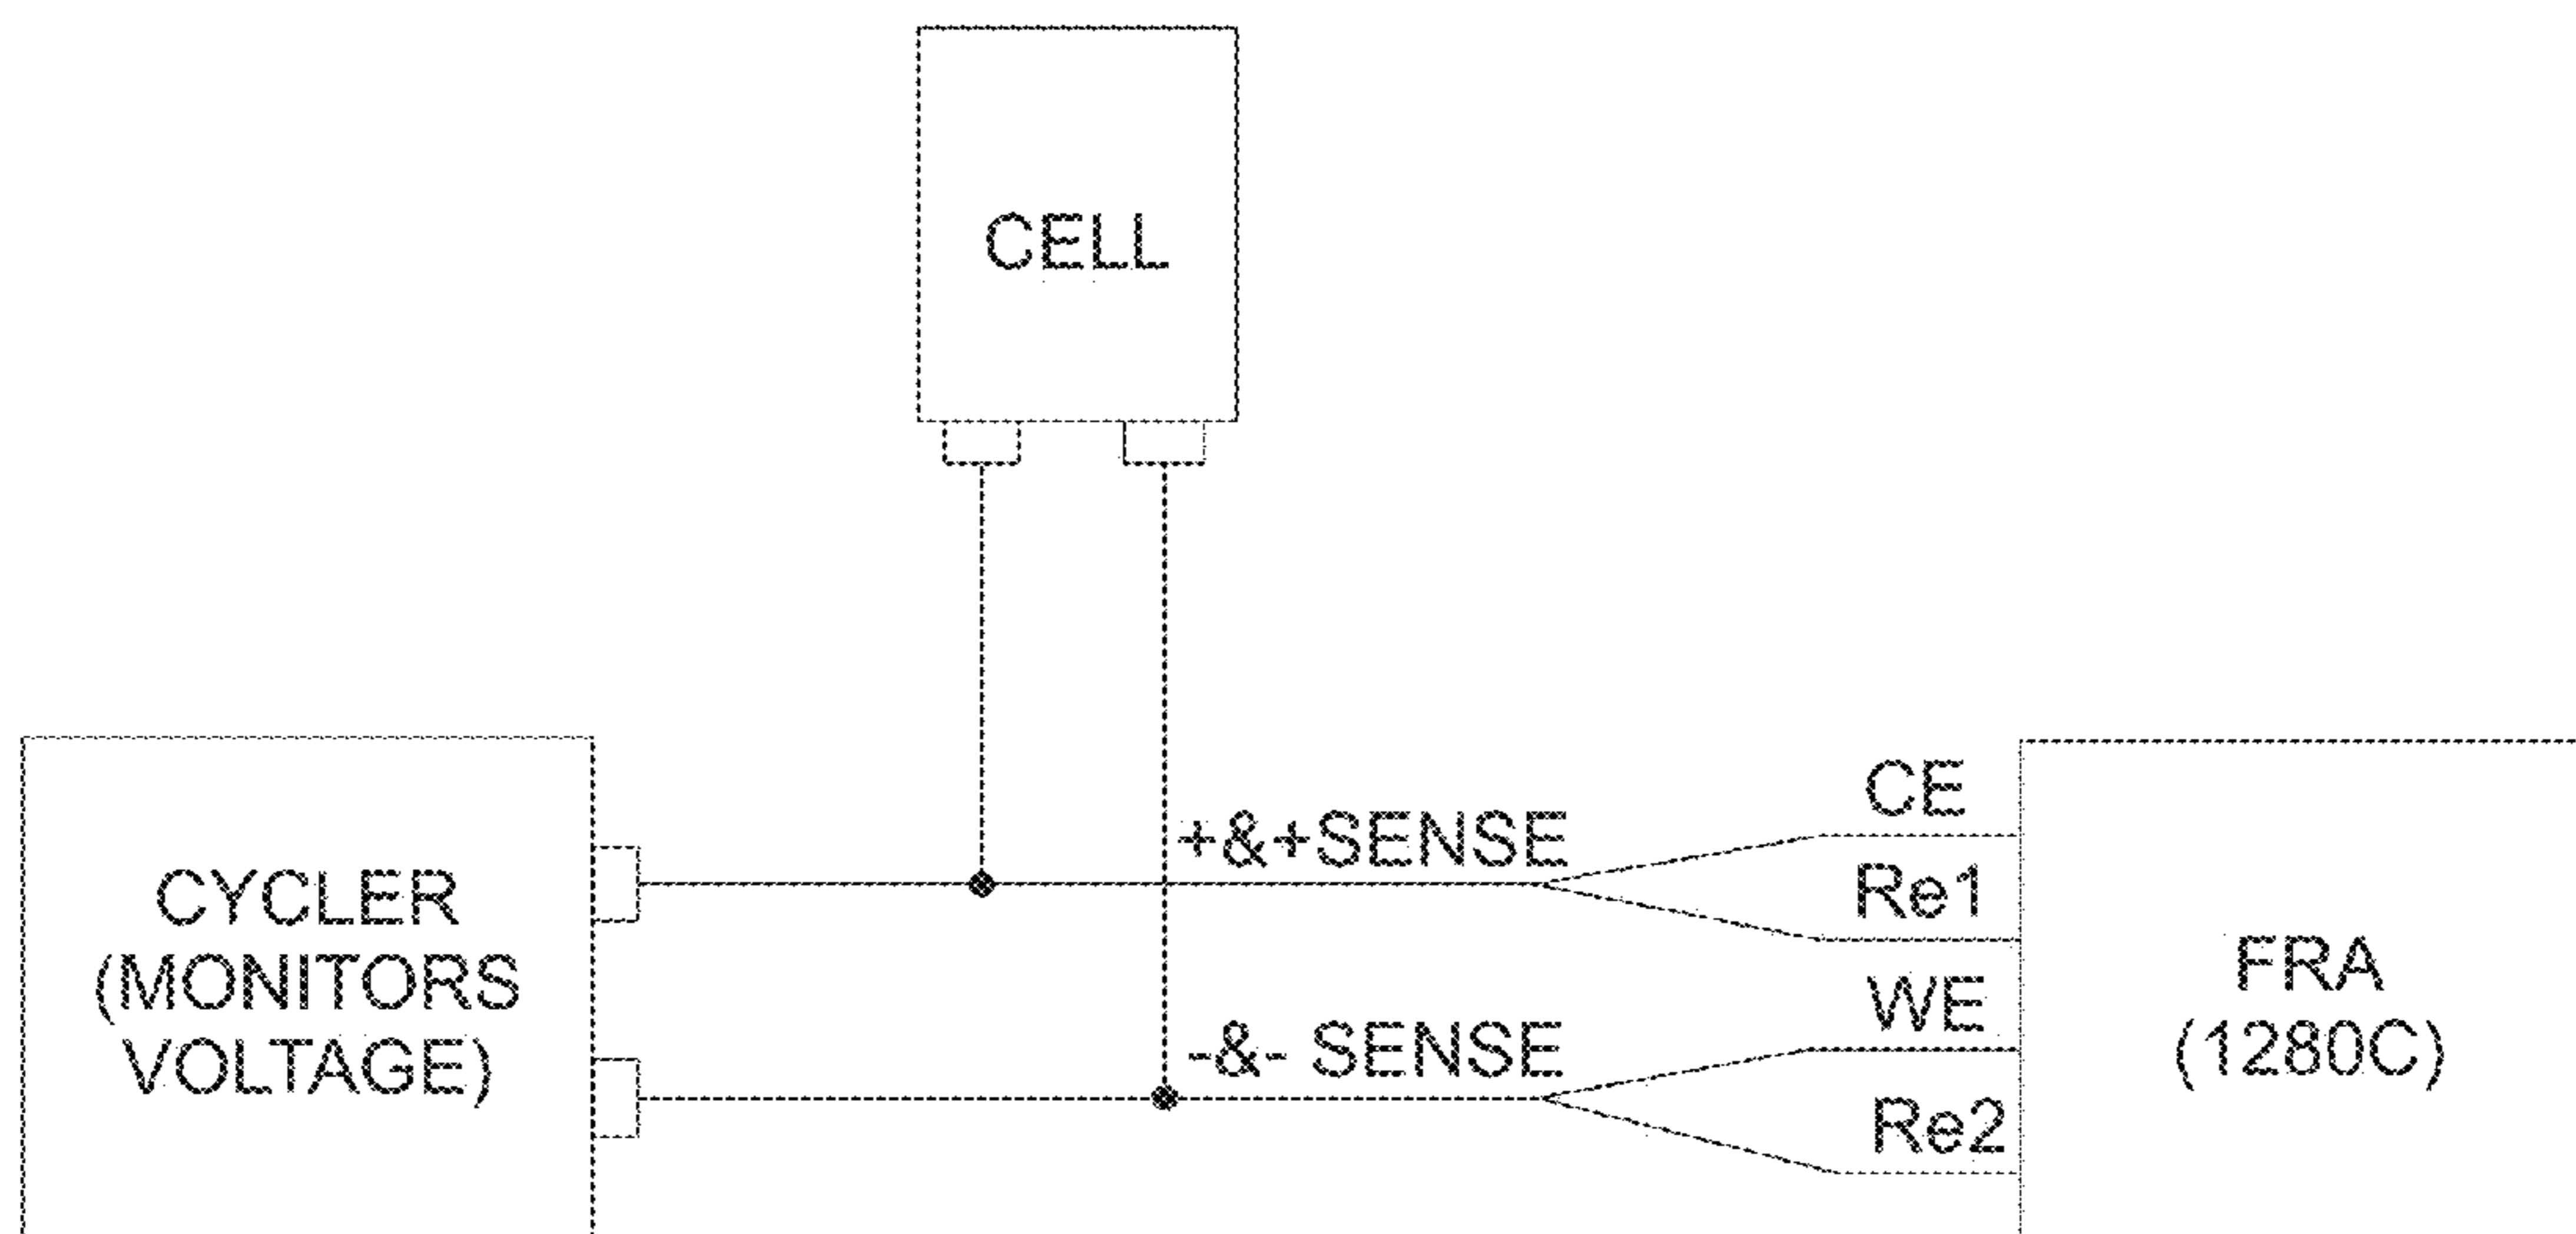 CELL
+&+SENSE
CE
Re1
CYCLER
(MONITORS
VOLTAGE)
-&- SENSE
WE
Re2
FRA
(1280C)